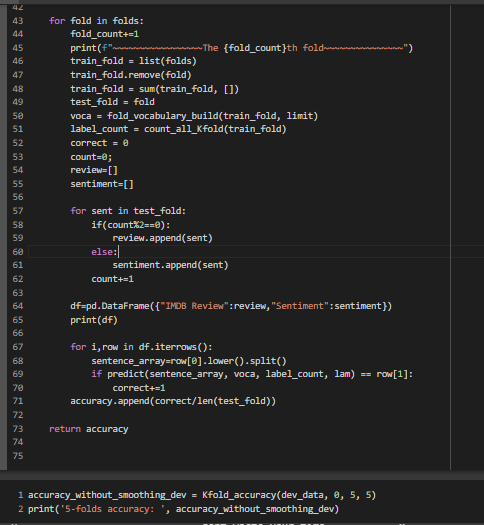 42
43 for fold in folds:
44 fold_count+=1
45 print(f"~~~~~~~~~~~~~~~~~The {fold_count}th fold~~~~~~~~~~~~~~~")
46 train_fold = list(folds)
47 train_fold.remove(fold)
48 train_fold = sum(train_fold, [])
49 test_fold = fold
50 voca = fold_vocabulary_build(train_fold, limit)
51 label_count = count_all_Kfold(train_fold)
52 correct = 0
53 count=0;
54 review=[]
55 sentiment=[]
56
57 for sent in test_fold:
58 if(count%2==0):
59 review.append(sent)
60 else:
61 sentiment.append(sent)
62 count+=1
63
64 df=pd.DataFrame({"IMDB Review":review,"Sentiment":sentiment})
65 print(df)
66
67 for i,row in df.iterrows():
68 sentence_array=row[0].lower().split()
69 if predict(sentence_array, voca, label_count, lam) == row[1]:
70 correct+=1
71 accuracy.append(correct/len(test_fold))
72
73 return accuracy
74
75
1 accuracy_without_smoothing_dev = Kfold_accuracy(dev_data, 0, 5, 5)
2 print('5-folds accuracy: ', accuracy_without_smoothing_dev)